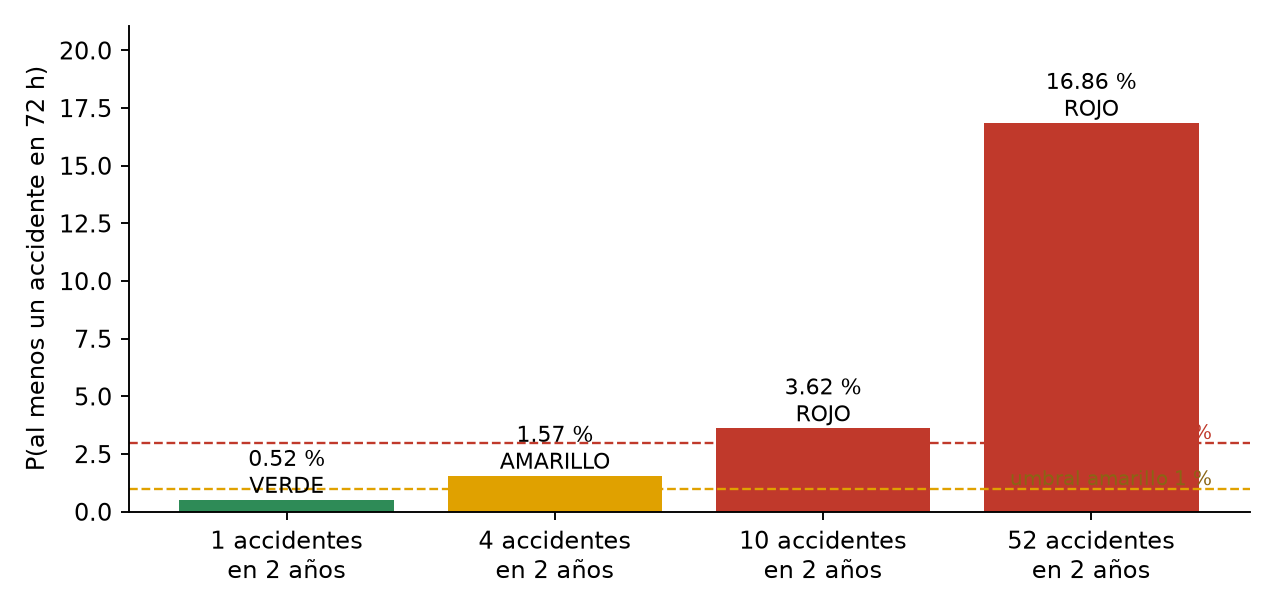 P(al menos un accidente en 72 h)
20.0
17.5
15.0
12.5
10.0
7.5
5.0
2.5
0.0
0.52 %
VERDE
1.57 %
AMARILLO
3.62 %
ROJO
16.86 %
ROJO
%
umbral amarillo 1 %
1 accidentes
en 2 años
4 accidentes
en 2 años
10 accidentes
en 2 años
52 accidentes
en 2 años